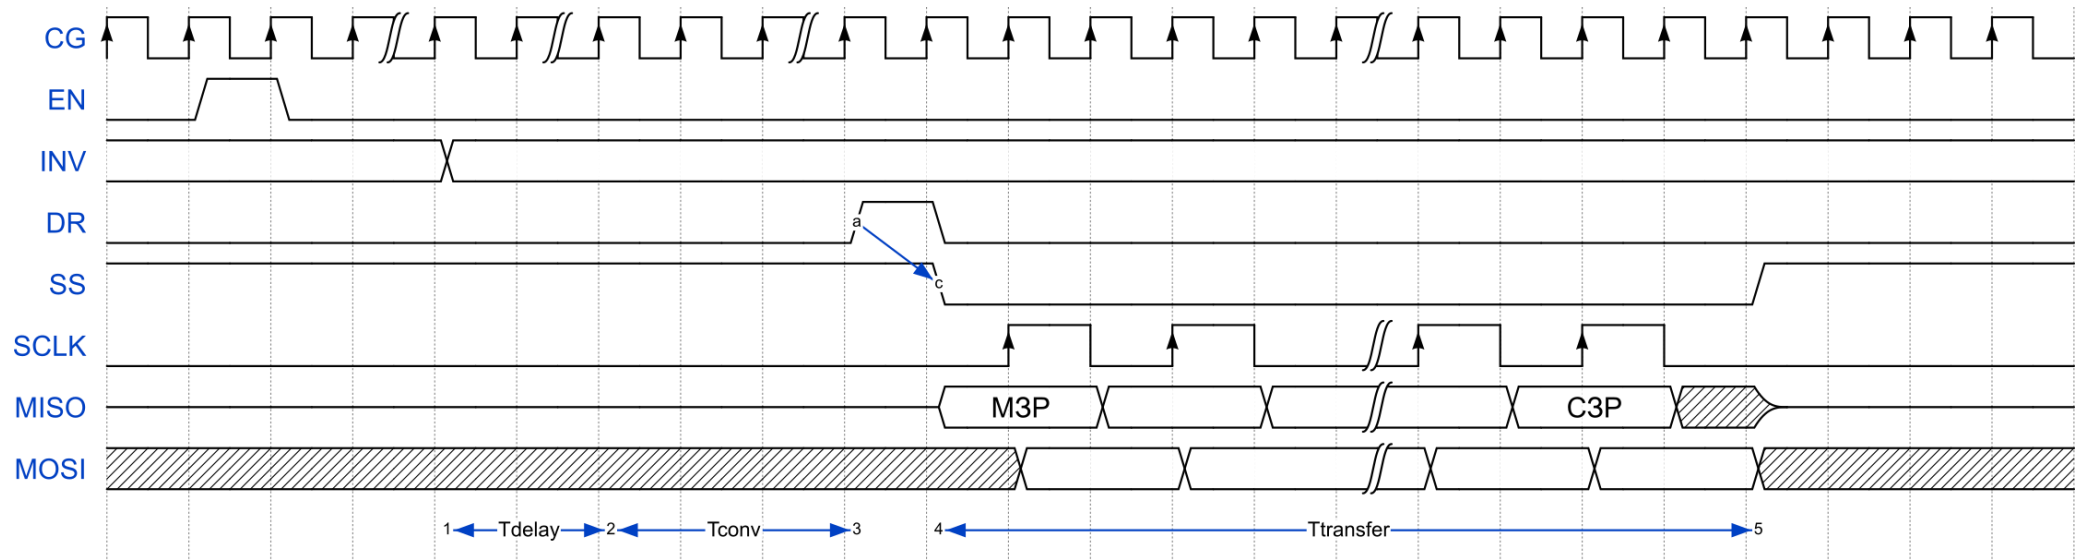 CG
EN
INV
DR a
SS c
SCLK
MISO M3P C3P
MOSI
1 Tdelay 2 Tconv 3 4 Ttransfer 5